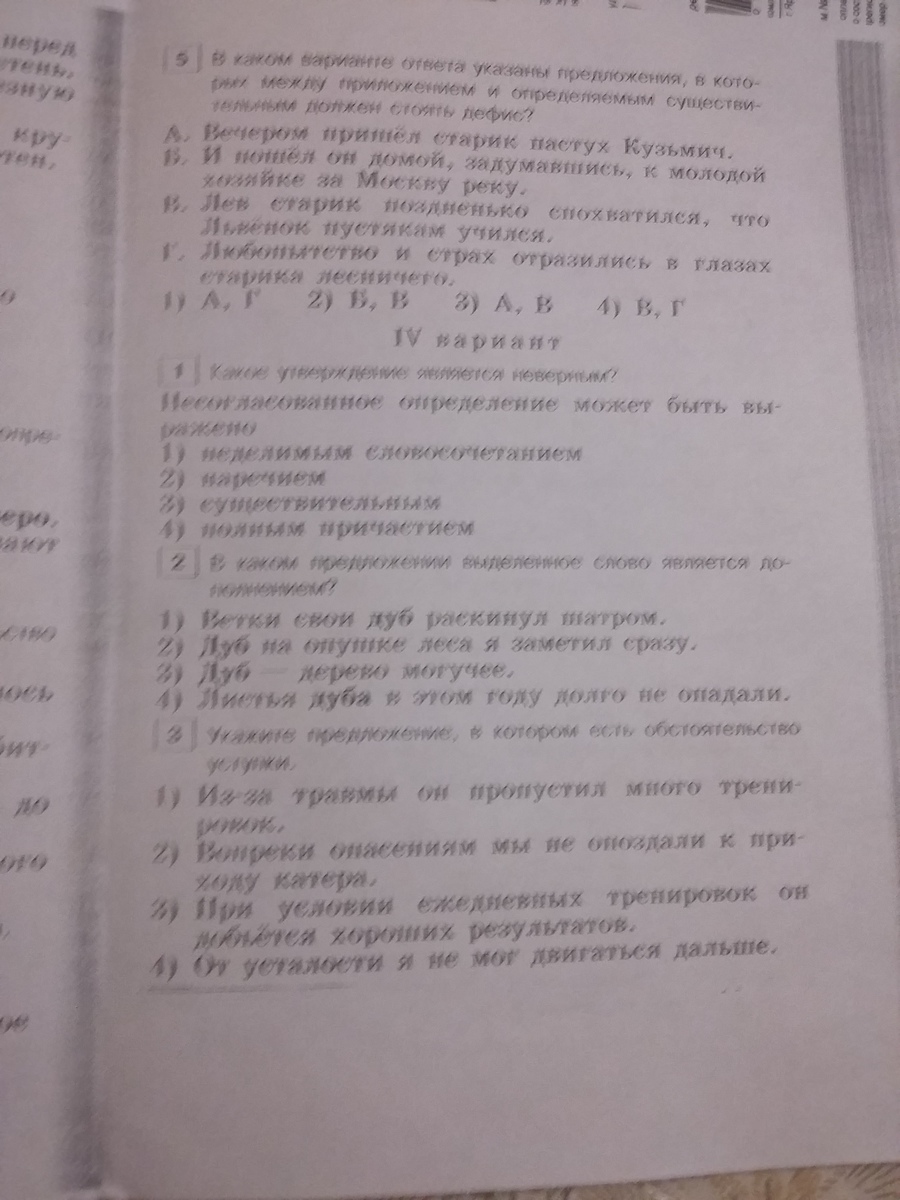 перед
тень,
кру-
тен.
5 В каком варианте ответа указаны предложения, в кото-
рых между приложением и определяемым существи-
тельным должен стоять дефис?
А. Вечером пришёл старик пастух Кузьмич.
Б. И пошёл он домой, задумавшись, к молодой
хозяйке за Москву реку.
В. Лев старик поздненько спохватился, что
Львёнок пустякам учился.
Г. Любопытство и страх отразились в глазах
старика лесничего.
1) А, Г 2) Б, В 3) А, В 4) В, Г
IV вариант
1 Какое утверждение является неверным?
Несогласованное определение может быть вы-
ражено
1) неделимым словосочетанием
2) наречием
3) существительным
4) полным причастием
2 В каком предложении выделенное слово является до-
полнением?
1) Ветки свои дуб раскинул шатром.
2) Дуб на опушке леса я заметил сразу.
3) Дуб — дерево могучее.
4) Листья дуба в этом году долго не опадали.
3 Укажите предложение, в котором есть обстоятельство
уступки.
1) Из-за травмы он пропустил много трени-
ровок.
2) Вопреки опасениям мы не опоздали к при-
ходу катера.
3) При условии ежедневных тренировок он
добьётся хороших результатов.
4) От усталости я не мог двигаться дальше.